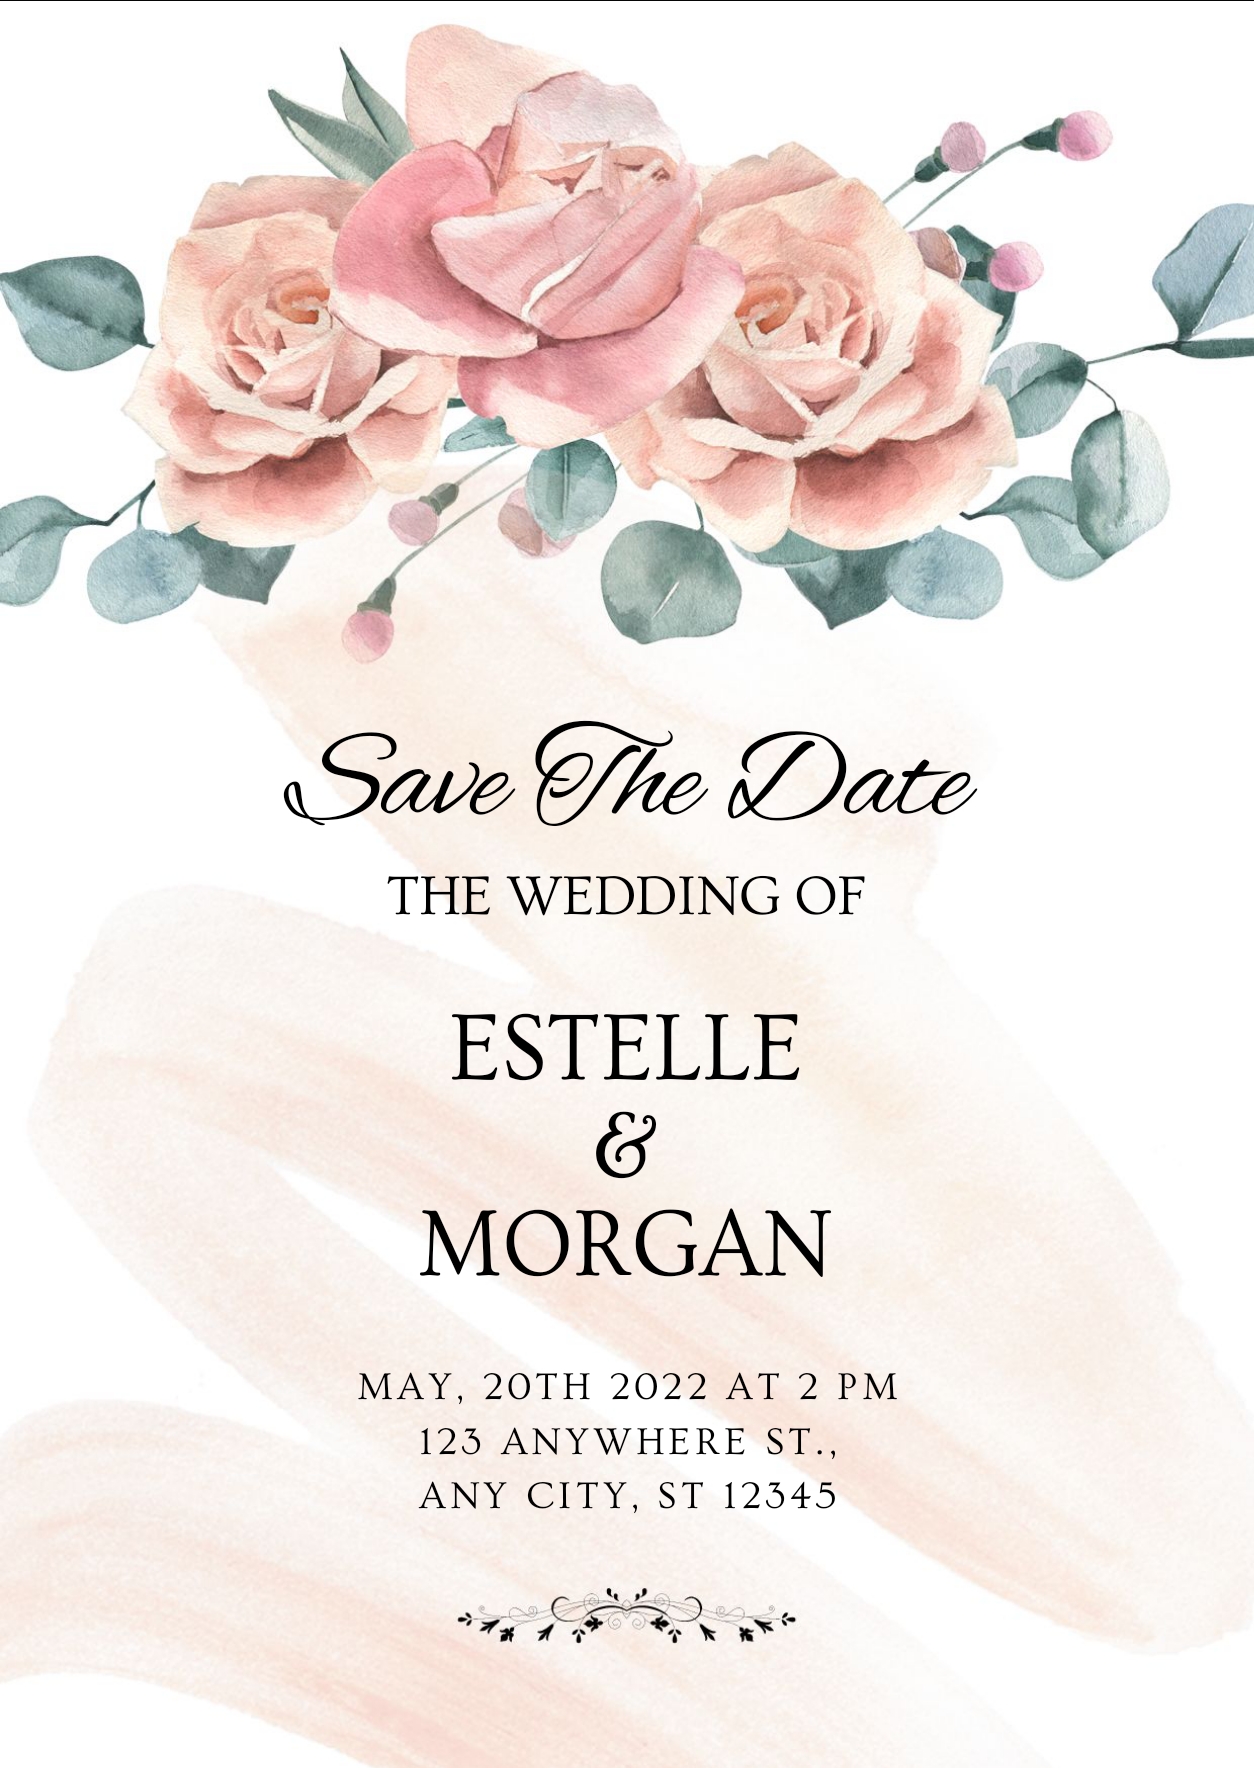 Save The Date
THE WEDDING OF
ESTELLE
&
MORGAN
MAY, 20TH 2022 AT 2 PM
123 ANYWHERE ST.,
ANY CITY, ST 12345